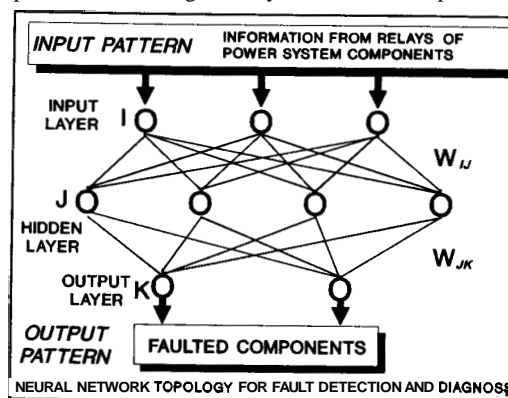 INPUT PATTERN
INFORMATION FROM RELAYS OF
POWER SYSTEM COMPONENTS
INPUT
LAYER
I
W IJ
J
HIDDEN
LAYER
W JK
OUTPUT
LAYER
K
OUTPUT
PATTERN
FAULTED COMPONENTS
NEURAL NETWORK TOPOLOGY FOR FAULT DETECTION AND DIAGNOS